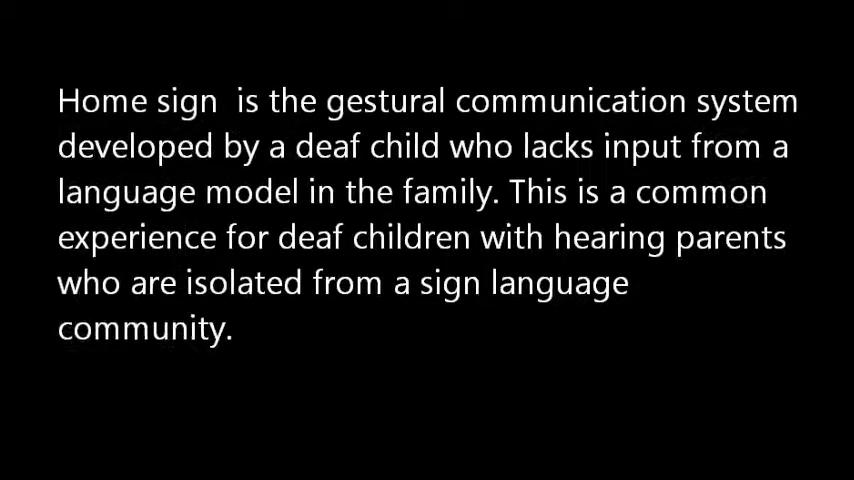 Home sign  is the gestural communication system
developed by a deaf child who lacks input from a
language model in the family. This is a common
experience for deaf children with hearing parents
who are isolated from a sign language
community.